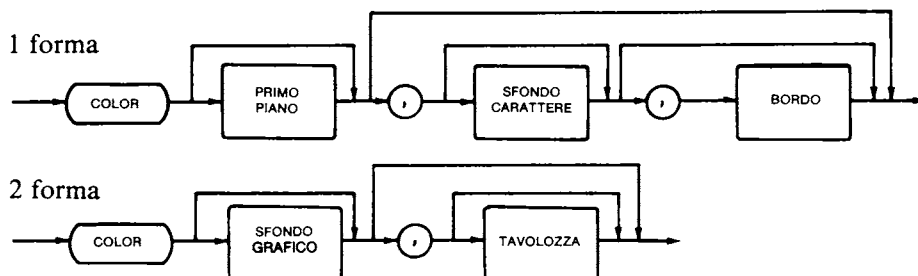 1 forma
COLOR
PRIMO
PIANO
,
SFONDO
CARATTERE
,
BORDO
2 forma
COLOR
SFONDO
GRAFICO
,
TAVOLOZZA